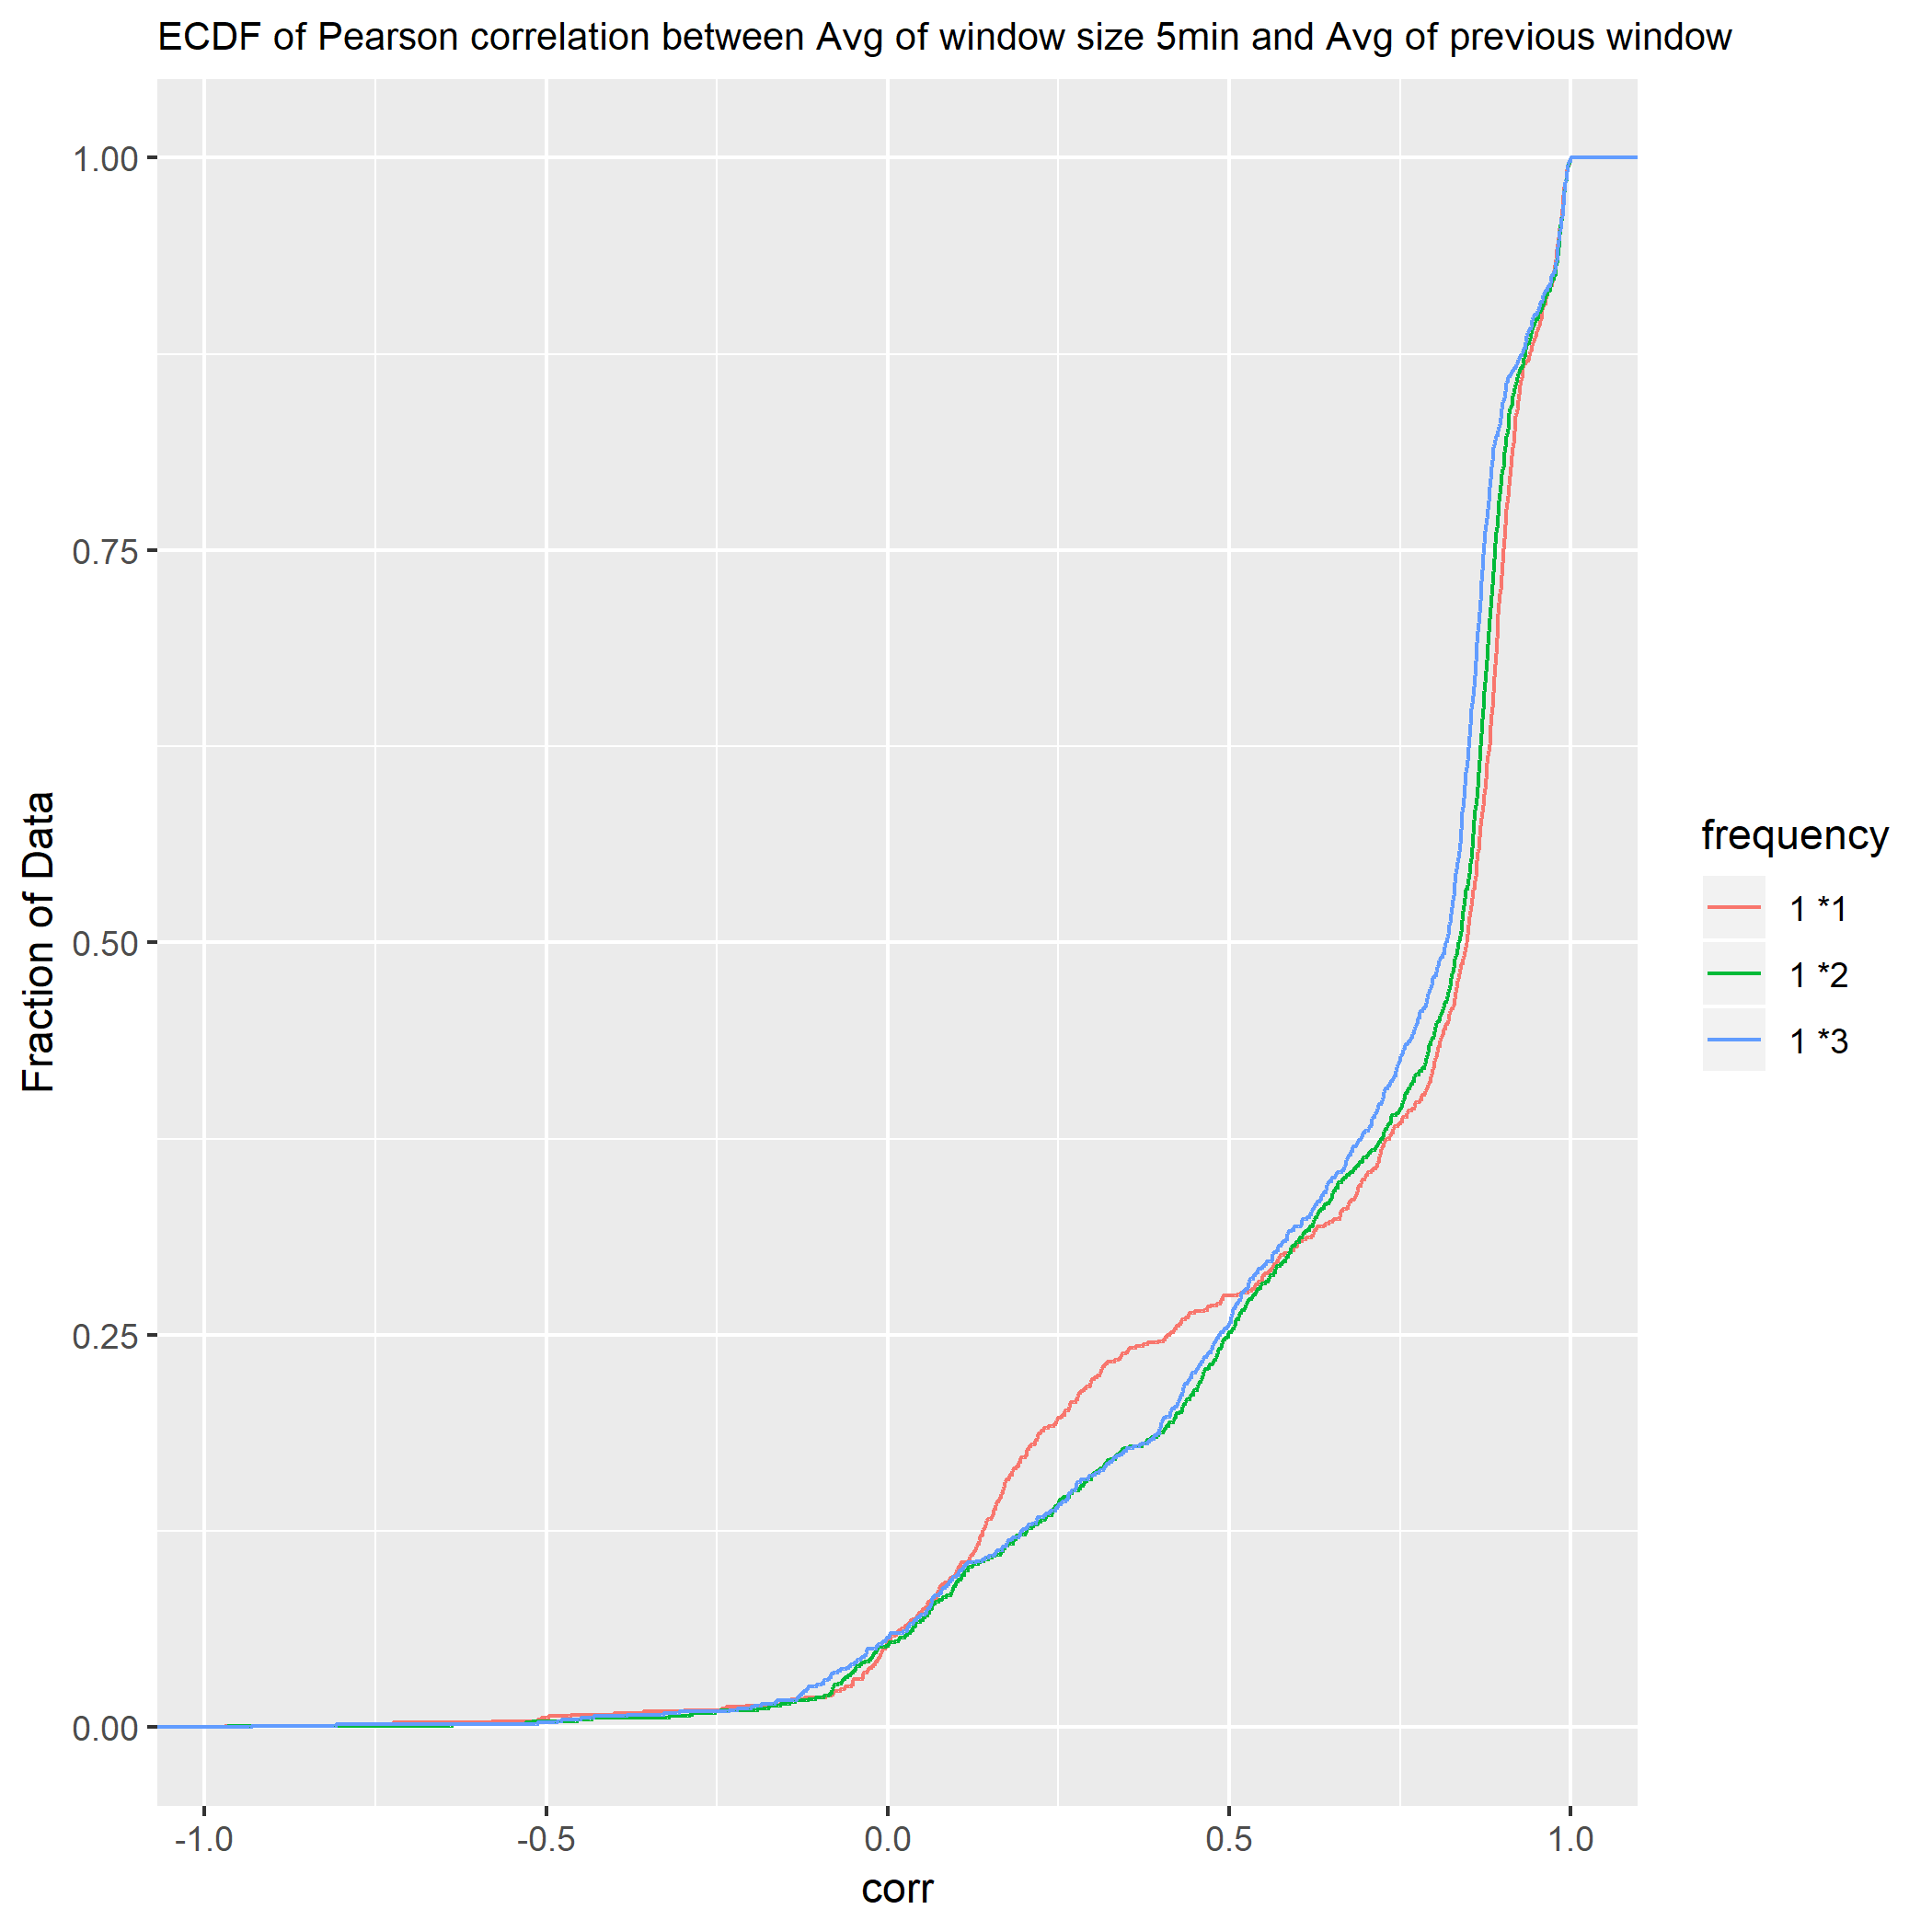 ECDF of Pearson correlation between Avg of window size 5min and Avg of previous window
1.00
0.75
0.50
0.25
0.00
Fraction of Data
-1.0 -0.5 0.0 0.5 1.0
corr
frequency
1 *1
1 *2
1 *3